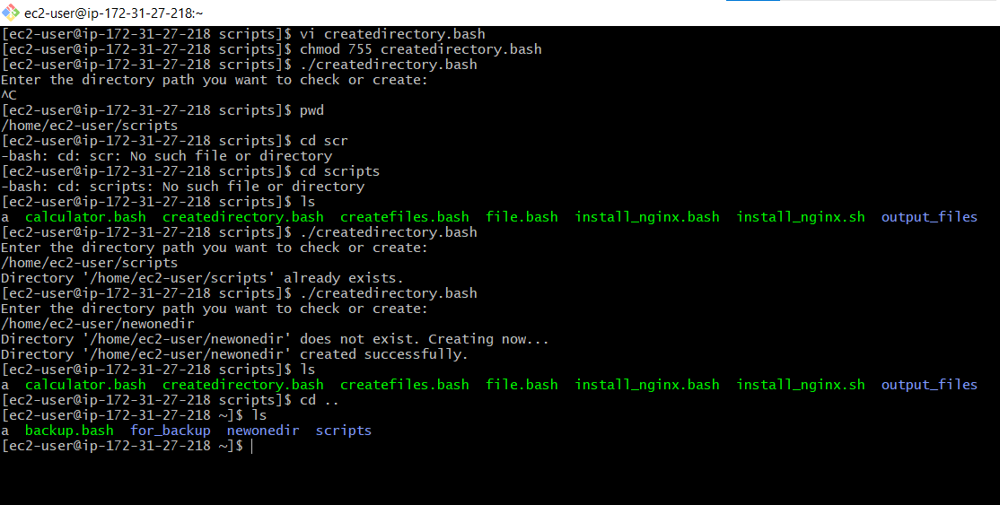 ec2-user@ip-172-31-27-218:~
[ec2-user@ip-172-31-27-218 scripts]$ vi createdirectory.bash
[ec2-user@ip-172-31-27-218 scripts]$ chmod 755 createdirectory.bash
[ec2-user@ip-172-31-27-218 scripts]$ ./createdirectory.bash
Enter the directory path you want to check or create:
^C
[ec2-user@ip-172-31-27-218 scripts]$ pwd
/home/ec2-user/scripts
[ec2-user@ip-172-31-27-218 scripts]$ cd scr
-bash: cd: scr: No such file or directory
[ec2-user@ip-172-31-27-218 scripts]$ cd scripts
-bash: cd: scripts: No such file or directory
[ec2-user@ip-172-31-27-218 scripts]$ ls
a  calculator.bash  createdirectory.bash  createfiles.bash  file.bash  install_nginx.bash  install_nginx.sh  output_files
[ec2-user@ip-172-31-27-218 scripts]$ ./createdirectory.bash
Enter the directory path you want to check or create:
/home/ec2-user/scripts
Directory '/home/ec2-user/scripts' already exists.
[ec2-user@ip-172-31-27-218 scripts]$ ./createdirectory.bash
Enter the directory path you want to check or create:
/home/ec2-user/newonedir
Directory '/home/ec2-user/newonedir' does not exist. Creating now...
Directory '/home/ec2-user/newonedir' created successfully.
[ec2-user@ip-172-31-27-218 scripts]$ ls
a  calculator.bash  createdirectory.bash  createfiles.bash  file.bash  install_nginx.bash  install_nginx.sh  output_files
[ec2-user@ip-172-31-27-218 scripts]$ cd ..
[ec2-user@ip-172-31-27-218 ~]$ ls
a  backup.bash  for_backup  newonedir  scripts
[ec2-user@ip-172-31-27-218 ~]$